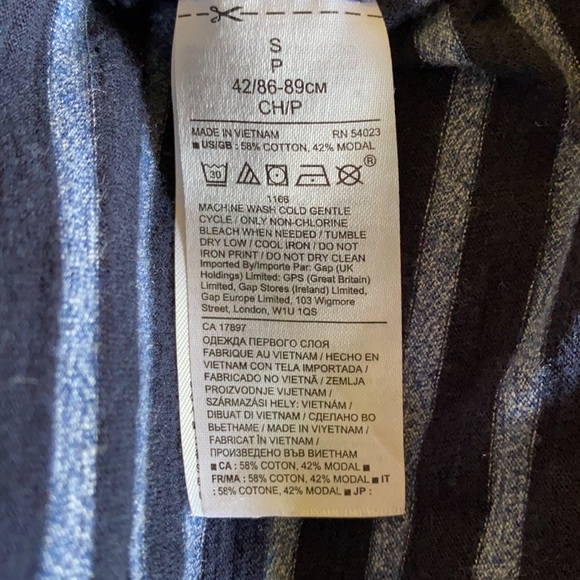 S
P
42/86-89см
CH/P
MADE IN VIETNAM RN 54023
US/GB : 58% COTTON, 42% MODAL
30 ®
1166
MACHINE WASH COLD GENTLE
CYCLE / ONLY NON-CHLORINE
BLEACH WHEN NEEDED / TUMBLE
DRY LOW / COOL IRON / DO NOT
IRON PRINT / DO NOT DRY CLEAN
Imported By/Importe Par: Gap (UK
Holdings) Limited: GPS (Great Britain)
Limited, Gap Stores (Ireland) Limited,
Gap Europe Limited, 103 Wigmore
Street, London, W1U 1QS
CA 17897
ОДЕЖДА ПЕРВОГО СЛОЯ
FABRIQUE AU VIETNAM / HECHO EN
VIETNAM CON TELA IMPORTADA /
FABRICADO NO VIETNÃ / ZEMLJA
PROIZVODNJE VIJETNAM /
SZÁRMAZÁSI HELY: VIETNÁM /
DIBUAT DI VIETNAM / СДЕЛАНО ВО
ВЬЕТНАМЕ / MADE IN VIYETNAM /
FABRICAT ÎN VIETNAM /
ПРОИЗВЕДЕНО ВЪВ ВИЕТНАМ
CA : 58% COTTON, 42% MODAL
FR/MA : 58% COTON, 42% MODAL IT
: 58% COTONE, 42% MODAL JP :